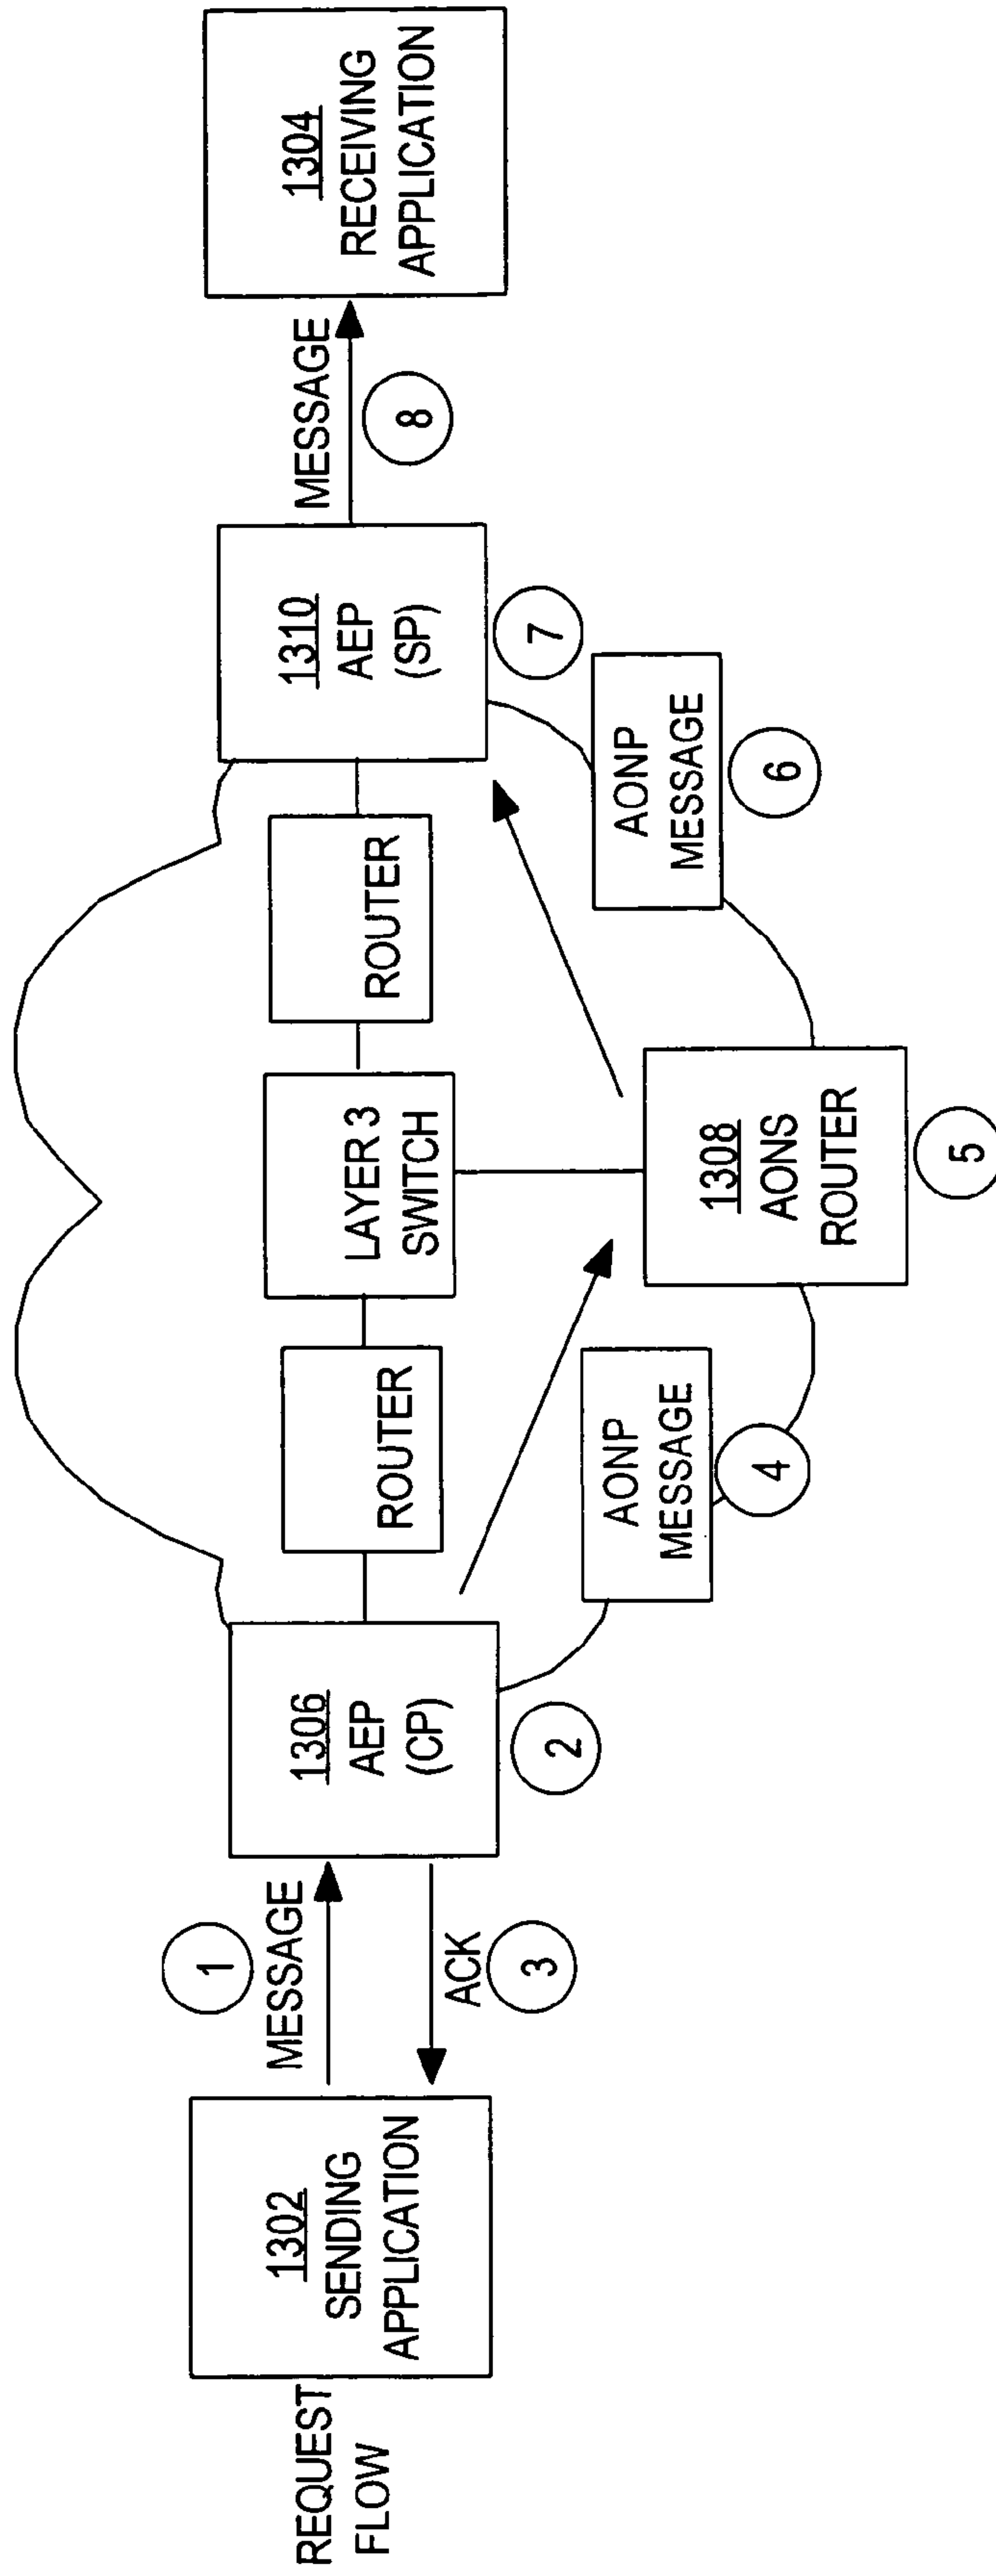 REQUEST
FLOW
1302
SENDING
APPLICATION
1
MESSAGE
ACK
3
1306
AEP
(CP)
2
ROUTER
AONP
MESSAGE
4
LAYER 3
SWITCH
1308
AONS
ROUTER
5
ROUTER
AONP
MESSAGE
6
1310
AEP
(SP)
7
MESSAGE
8
1304
RECEIVING
APPLICATION